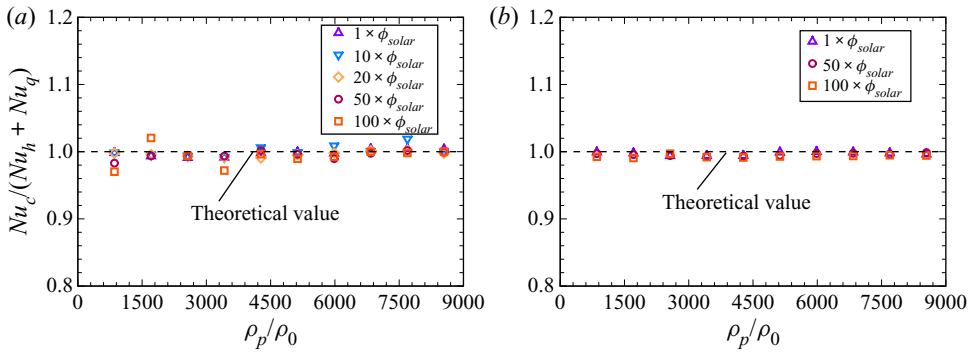 (a)
Nu_c/(Nu_h + Nu_q)
1.2
1.1
1.0
0.9
0.8
0 1500 3000 4500 6000 7500 9000
ρ_p/ρ_0
1 × ϕ_solar
10 × ϕ_solar
20 × ϕ_solar
50 × ϕ_solar
100 × ϕ_solar
Theoretical value
(b)
1.2
1.1
1.0
0.9
0.8
0 1500 3000 4500 6000 7500 9000
ρ_p/ρ_0
1 × ϕ_solar
50 × ϕ_solar
100 × ϕ_solar
Theoretical value